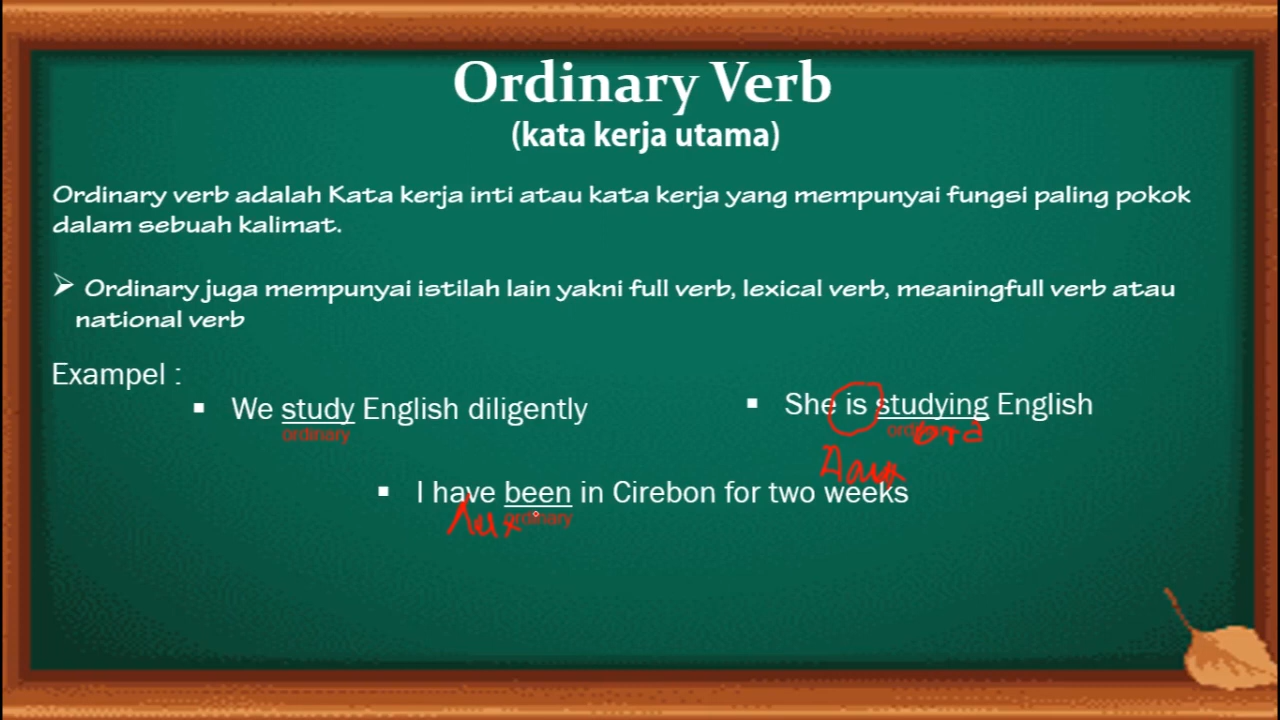 Ordinary Verb
(kata kerja utama)
Ordinary verb adalah Kata kerja inti atau kata kerja yang mempunyai fungsi paling pokok
dalam sebuah kalimat.
➤ Ordinary juga mempunyai istilah lain yakni full verb, lexical verb, meaningfull verb atau
national verb
Exampel :
▪ We study English diligently
ordinary
▪ She is studying English
ord
▪ I have been in Cirebon for two weeks
Aux ordinary